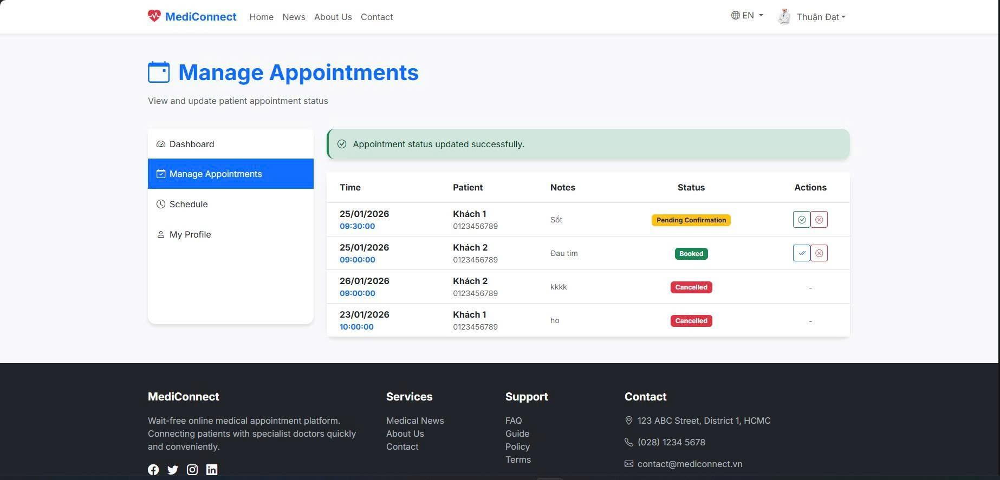 MediConnect Home News About Us Contact EN Thuận Đạt
Manage Appointments
View and update patient appointment status
Dashboard
Manage Appointments
Schedule
My Profile
Appointment status updated successfully.
Time Patient Notes Status Actions
25/01/2026 Khách 1 Sốt Pending Confirmation
09:30:00 0123456789
25/01/2026 Khách 2 Đau tim Booked
09:00:00 0123456789
26/01/2026 Khách 2 kkkk Cancelled -
09:00:00 0123456789
23/01/2026 Khách 1 ho Cancelled -
10:00:00 0123456789
MediConnect
Wait-free online medical appointment platform.
Connecting patients with specialist doctors quickly
and conveniently.
Services
Medical News
About Us
Contact
Support
FAQ
Guide
Policy
Terms
Contact
123 ABC Street, District 1, HCMC
(028) 1234 5678
contact@mediconnect.vn